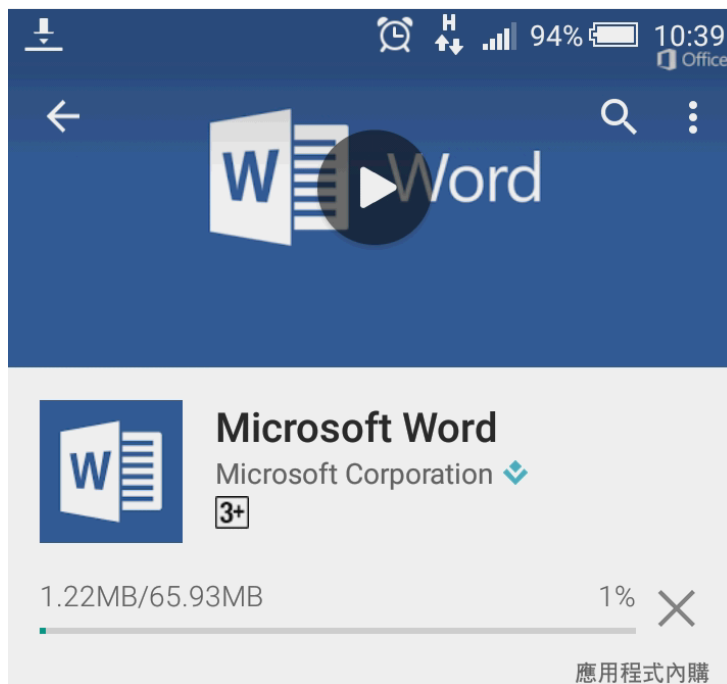 H
94%
10:39
Office
W
Word
W
Microsoft Word
Microsoft Corporation
3+
1.22MB/65.93MB
1%
應用程式內購